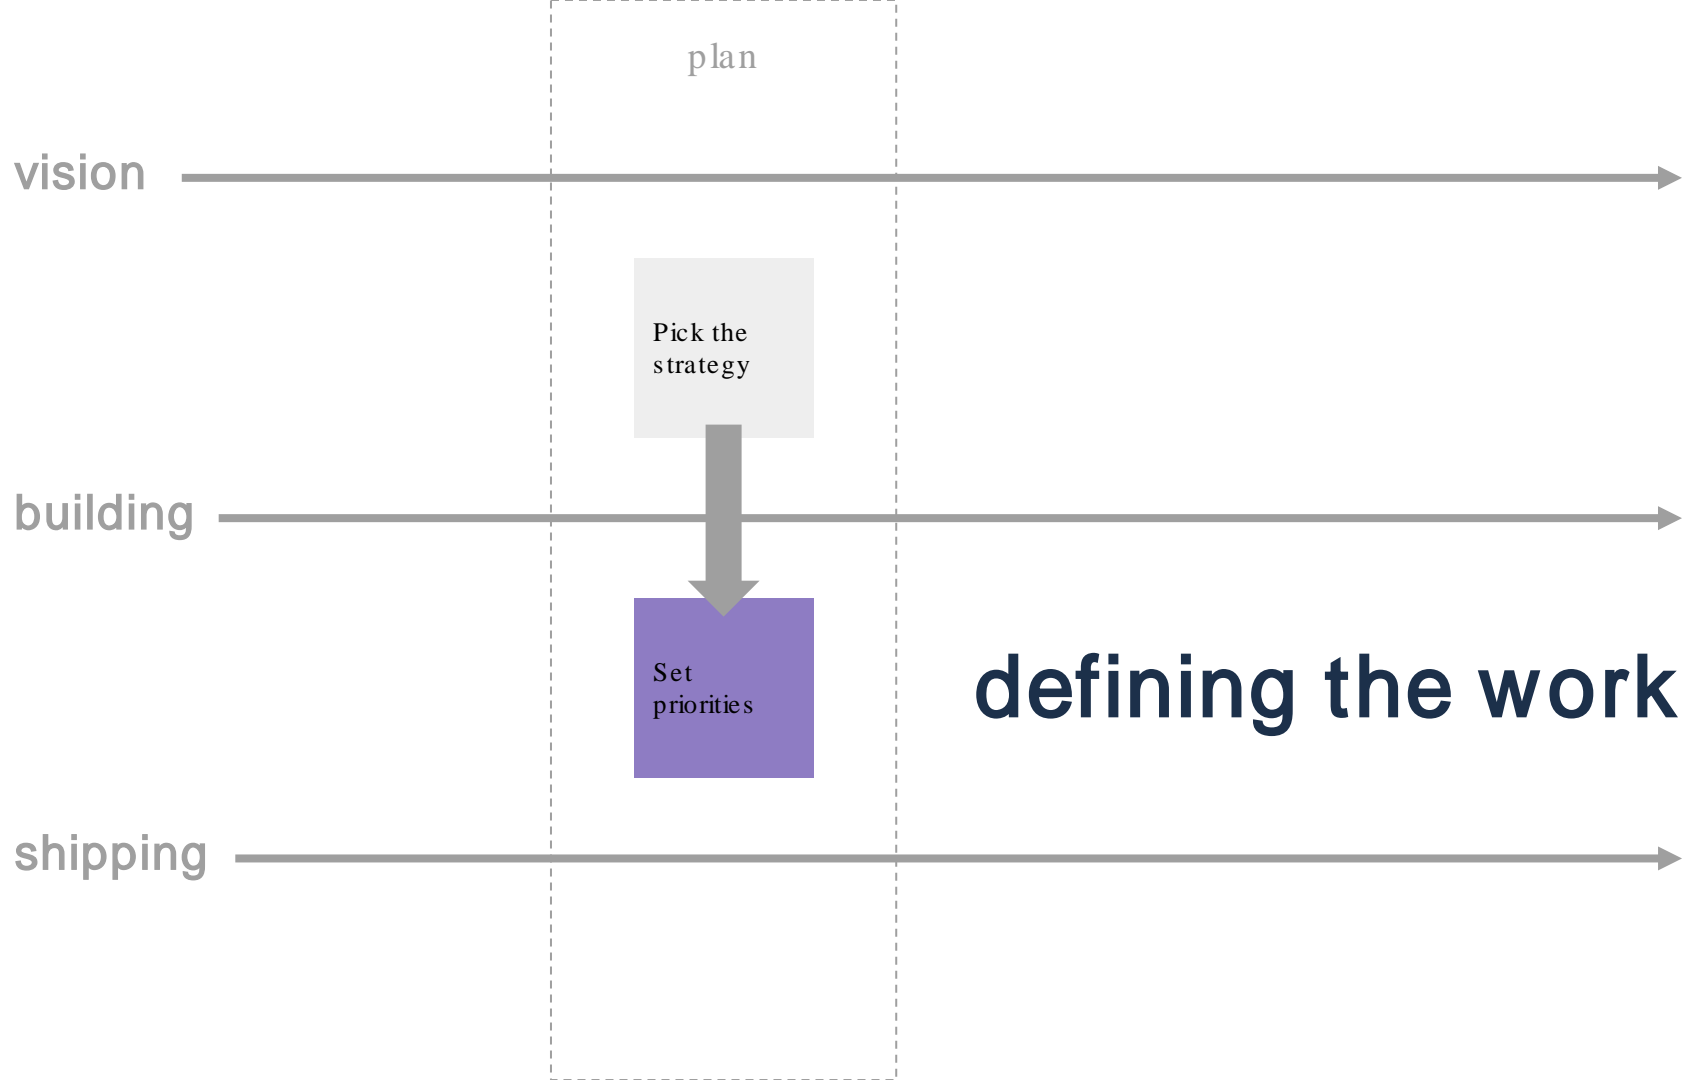 plan
vision
Pick the
strategy
building
Set
priorities
defining the work
shipping